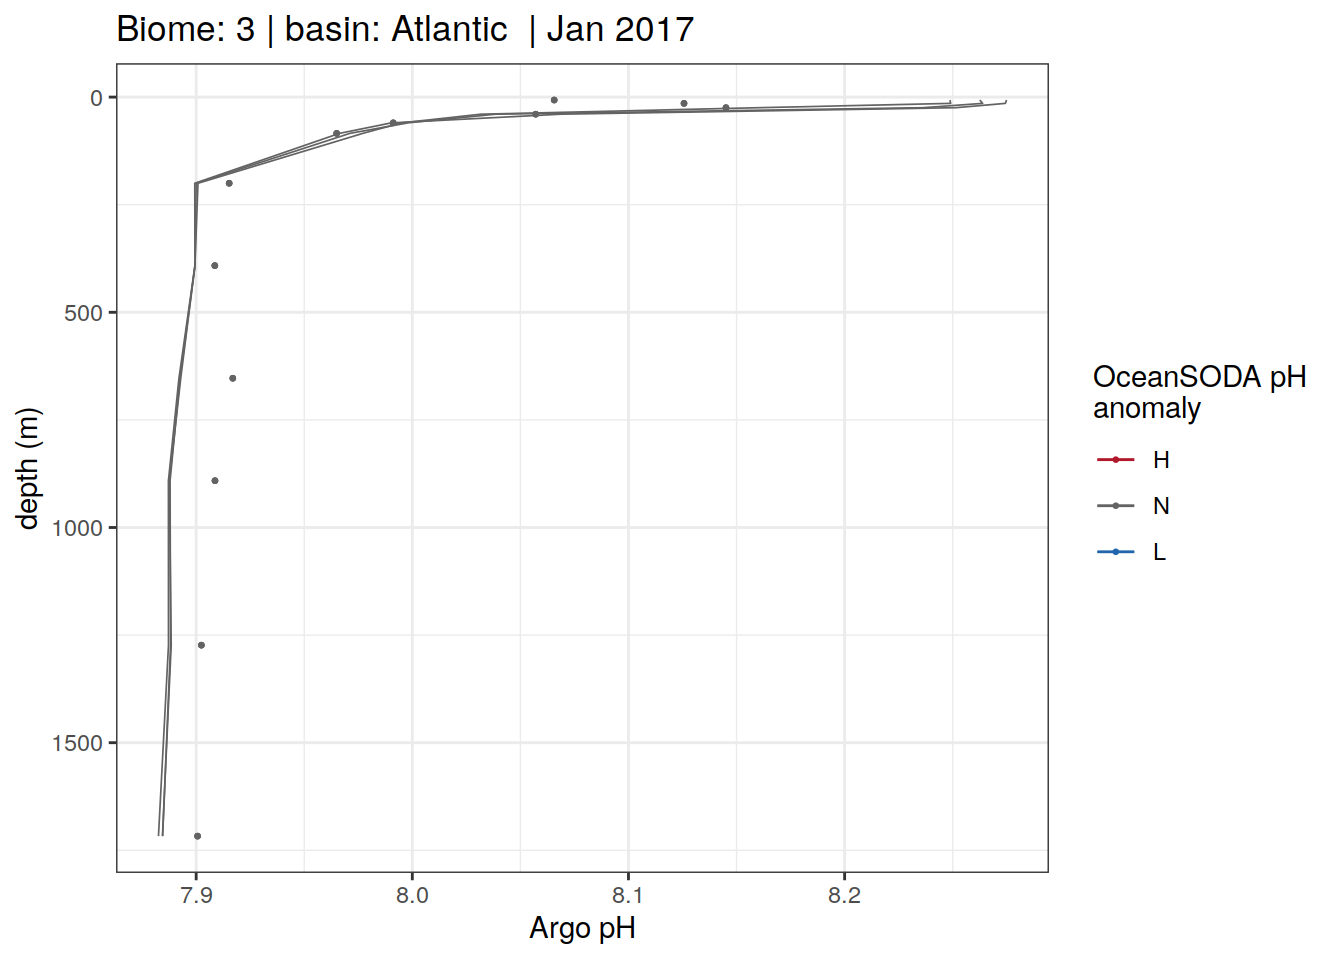 Biome: 3 | basin: Atlantic  | Jan 2017
0
500
1000
1500
depth (m)
7.9
8.0
8.1
8.2
Argo pH
OceanSODA pH
anomaly
H
N
L